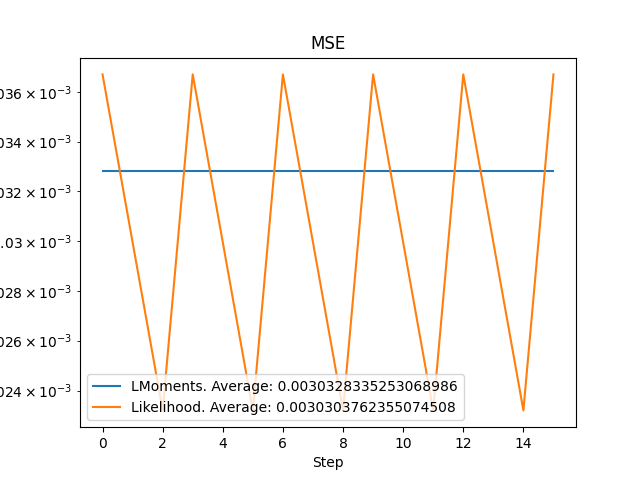 MSE
036 × 10⁻³
034 × 10⁻³
032 × 10⁻³
.03 × 10⁻³
028 × 10⁻³
026 × 10⁻³
024 × 10⁻³
LMoments. Average: 0.0030328335253068986
Likelihood. Average: 0.0030303762355074508
0 2 4 6 8 10 12 14
Step